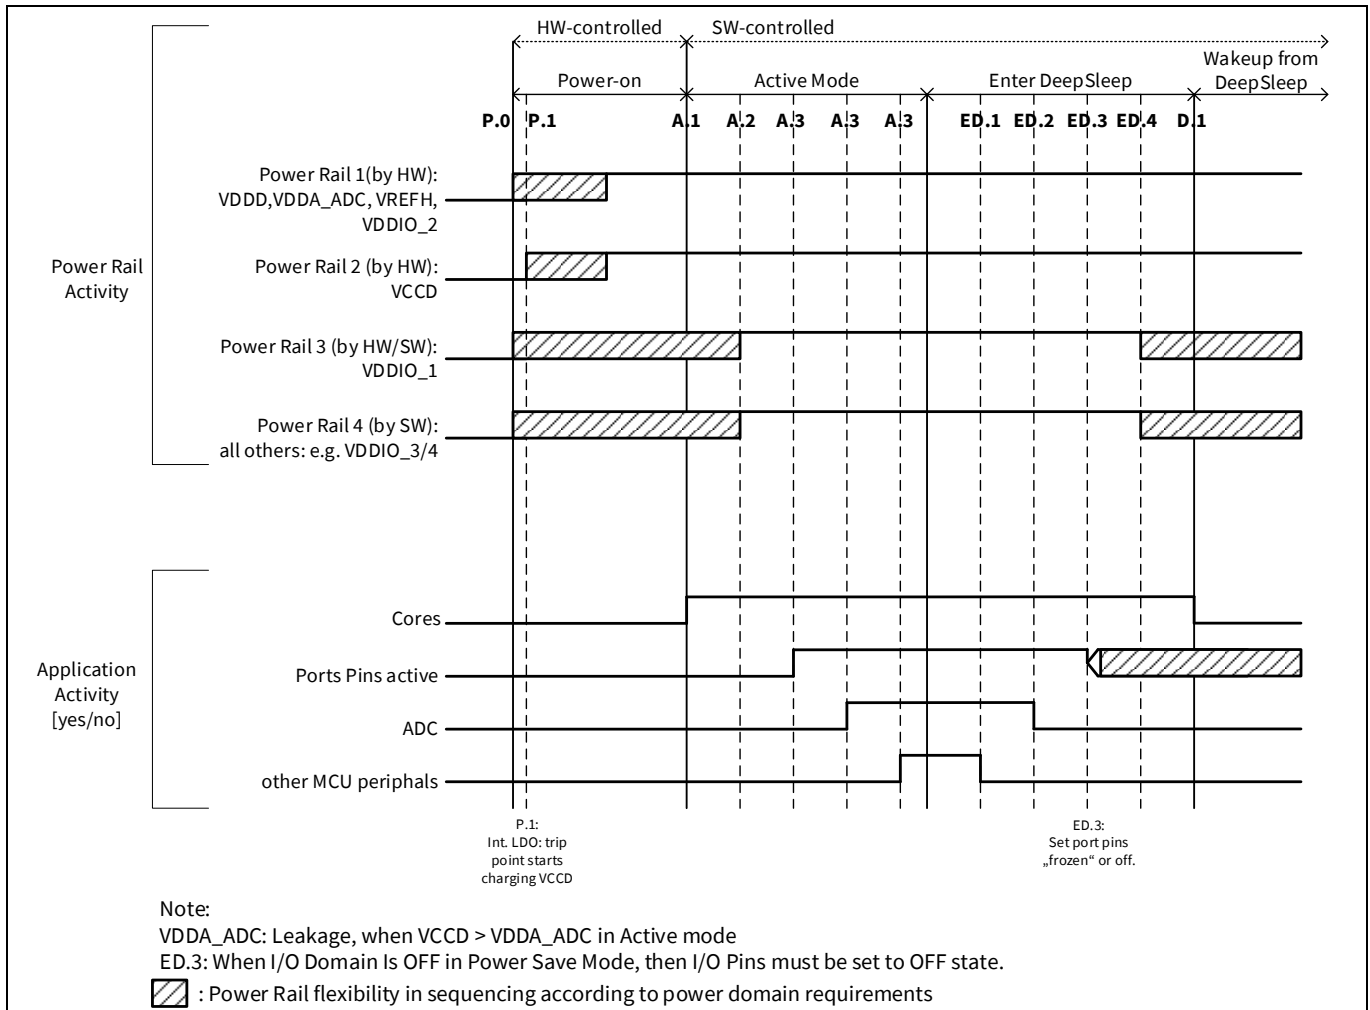 HW-controlled
SW-controlled
Power-on
Active Mode
Enter DeepSleep
Wakeup from
DeepSleep
P.0 P.1 A.1 A.2 A.3 A.3 A.3 ED.1 ED.2 ED.3 ED.4 D.1
Power Rail
Activity
Power Rail 1(by HW):
VDDD,VDDA_ADC, VREFH,
VDDIO_2
Power Rail 2 (by HW):
VCCD
Power Rail 3 (by HW/SW):
VDDIO_1
Power Rail 4 (by SW):
all others: e.g. VDDIO_3/4
Application
Activity
[yes/no]
Cores
Ports Pins active
ADC
other MCU periphals
P.1:
Int. LDO: trip
point starts
charging VCCD
ED.3:
Set port pins
„frozen“ or off.
Note:
VDDA_ADC: Leakage, when VCCD > VDDA_ADC in Active mode
ED.3: When I/O Domain Is OFF in Power Save Mode, then I/O Pins must be set to OFF state.
: Power Rail flexibility in sequencing according to power domain requirements